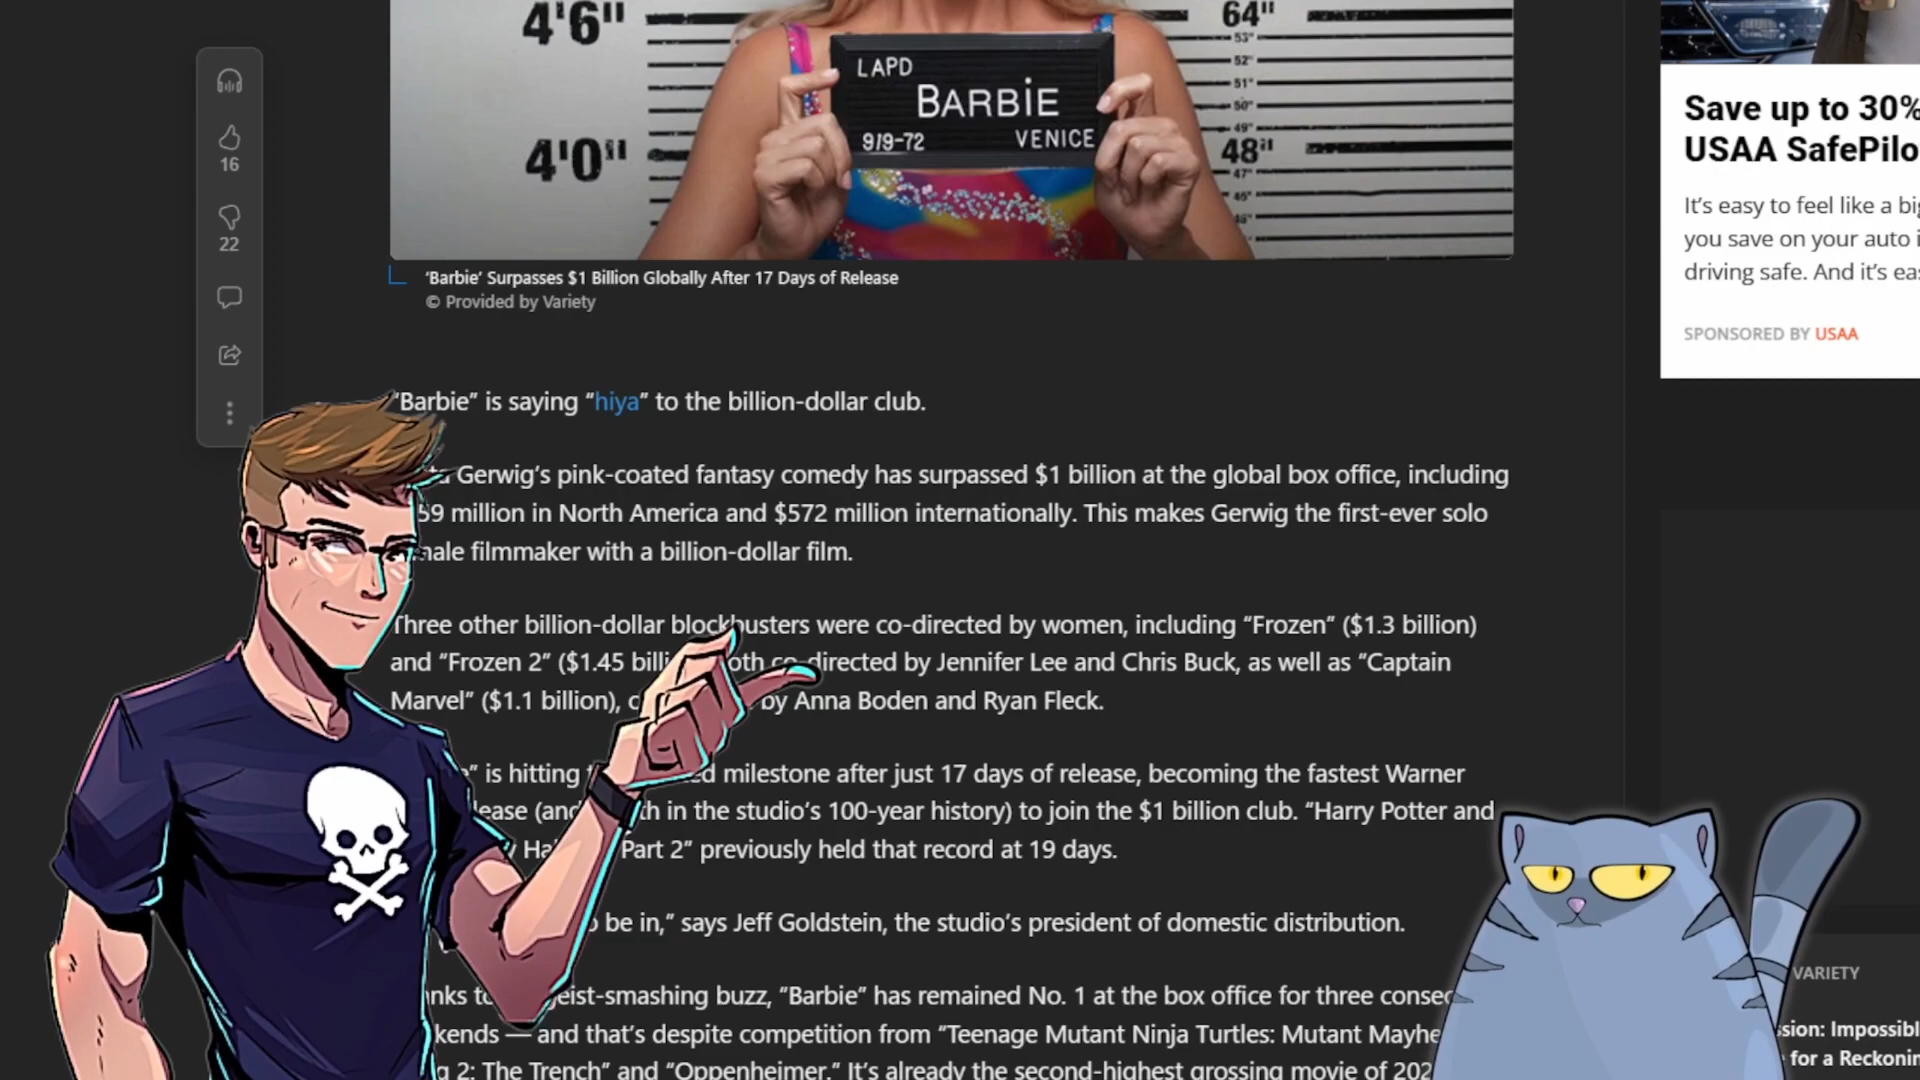 4'6"
64"
53"
52"
51"
50"
49"
4'0"
48"
47"
46"
LAPD
BARBiE
9/9-72 VENICE
16
22
'Barbie' Surpasses $1 Billion Globally After 17 Days of Release
© Provided by Variety
"Barbie" is saying "hiya" to the billion-dollar club.
Gerwig's pink-coated fantasy comedy has surpassed $1 billion at the global box office, including
59 million in North America and $572 million internationally. This makes Gerwig the first-ever solo
filmmaker with a billion-dollar film.
Three other billion-dollar blockbusters were co-directed by women, including "Frozen" ($1.3 billion)
and "Frozen 2" ($1.45 directed by Jennifer Lee and Chris Buck, as well as "Captain
Marvel" ($1.1 billion), by Anna Boden and Ryan Fleck.
is hitting milestone after just 17 days of release, becoming the fastest Warner
in the studio's 100-year history) to join the $1 billion club. "Harry Potter and
Part 2" previously held that record at 19 days.
be in," says Jeff Goldstein, the studio's president of domestic distribution.
-smashing buzz, "Barbie" has remained No. 1 at the box office for three
— and that's despite competition from "Teenage Mutant Ninja Turtles: Mutant
2: The Trench" and "Oppenheimer." It's already the second-highest grossing movie of
Save up to 30%
USAA
It's easy to feel like a
you save on your auto
driving safe. And it's
SPONSORED BY USAA
VARIETY
for a